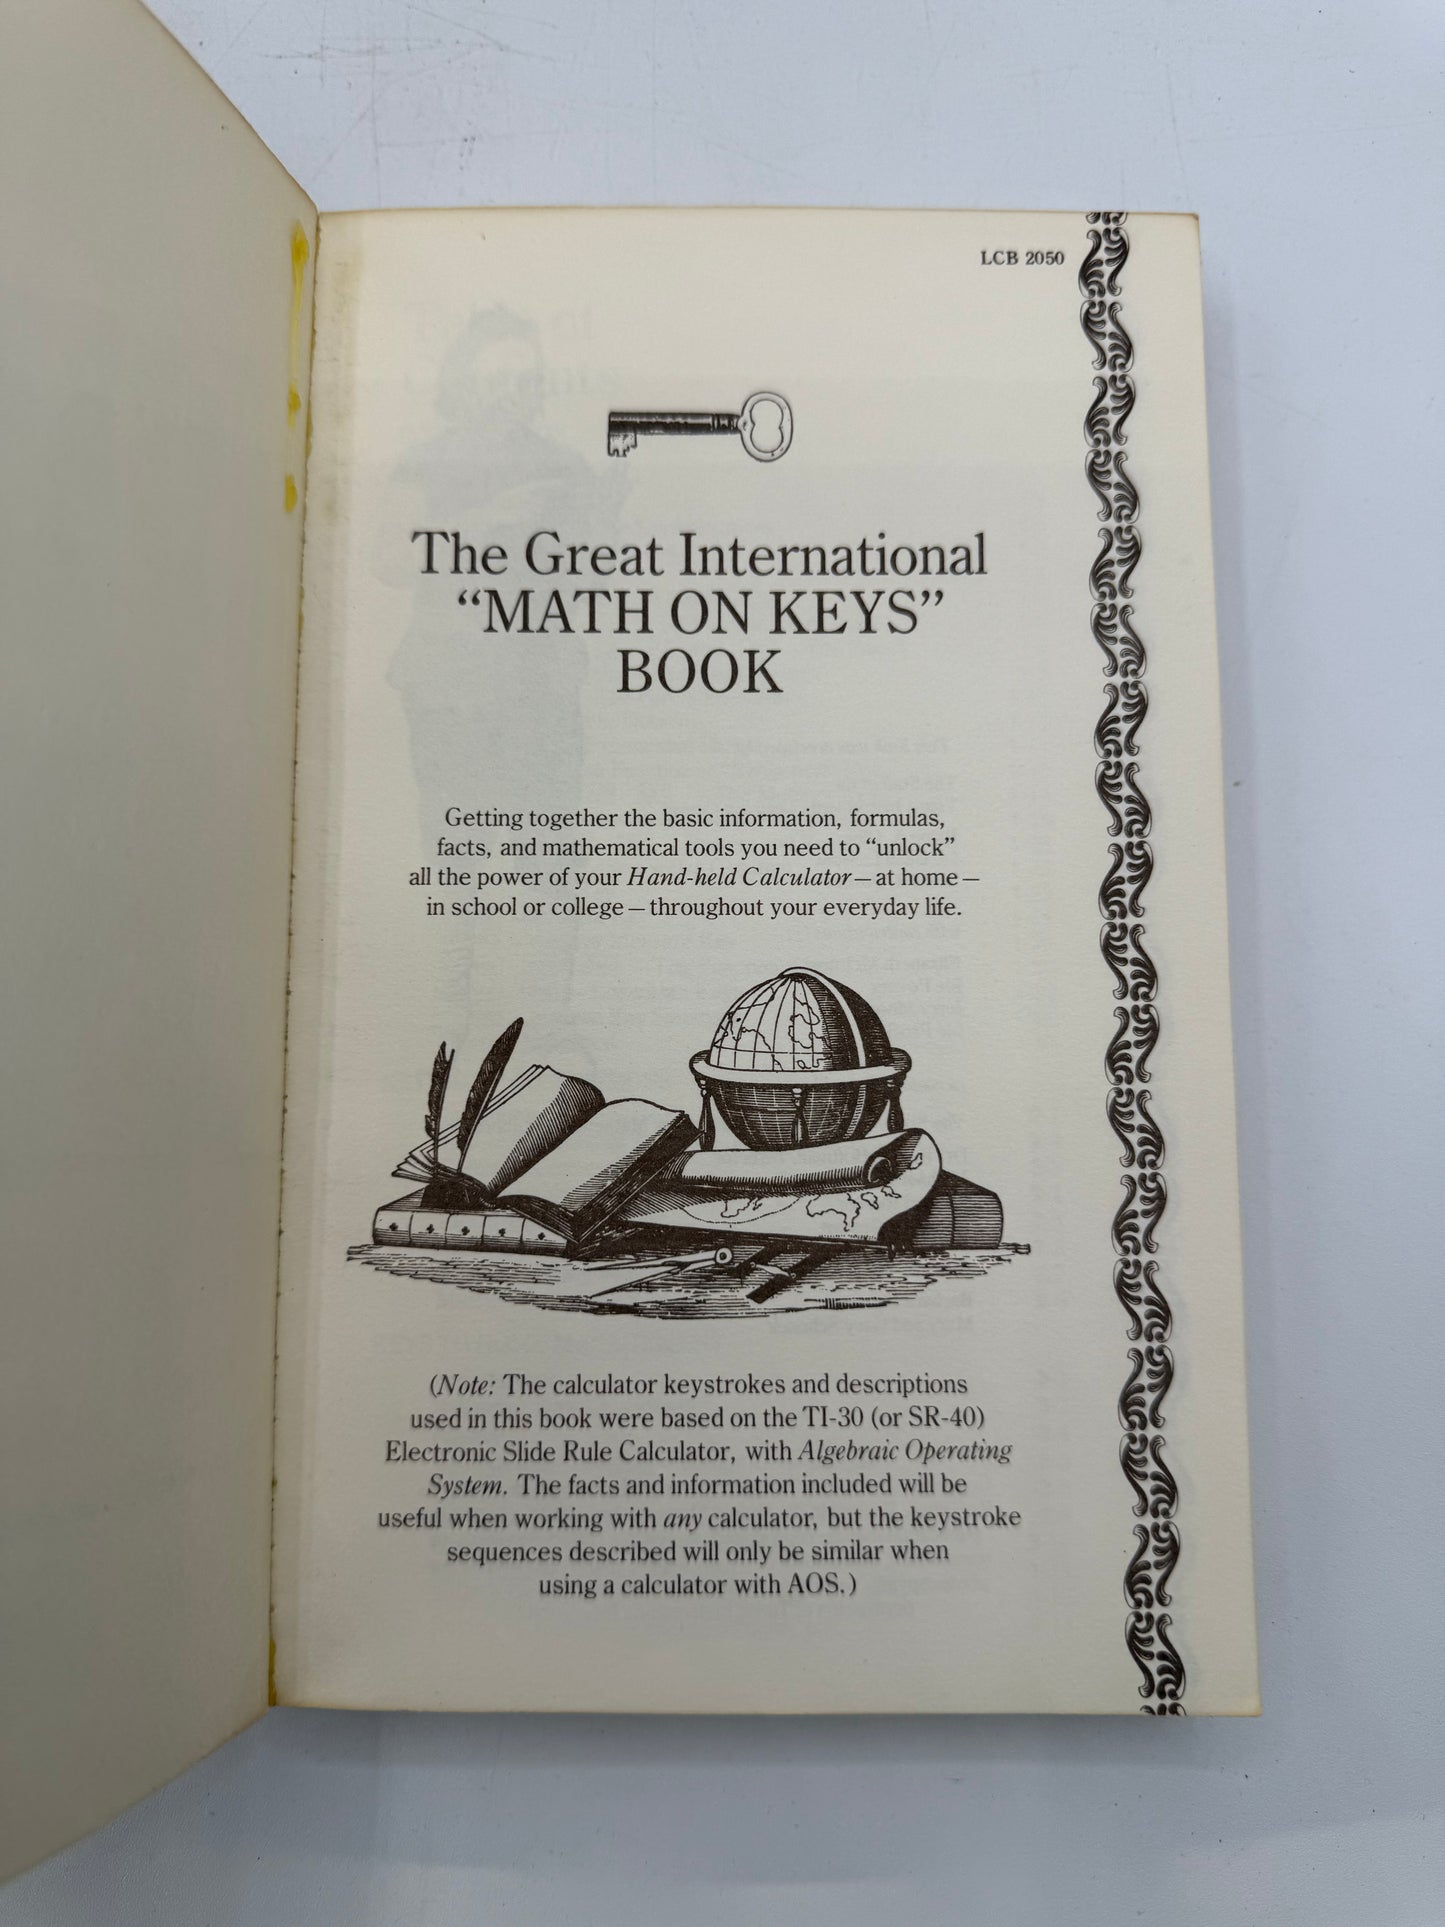 LCB 2050
The Great International
“MATH ON KEYS”
BOOK
Getting together the basic information, formulas,
facts, and mathematical tools you need to “unlock”
all the power of your Hand-held Calculator—at home—
in school or college—throughout your everyday life.
(Note: The calculator keystrokes and descriptions
used in this book were based on the TI-30 (or SR-40)
Electronic Slide Rule Calculator, with Algebraic Operating
System. The facts and information included will be
useful when working with any calculator, but the keystroke
sequences described will only be similar when
using a calculator with AOS.)